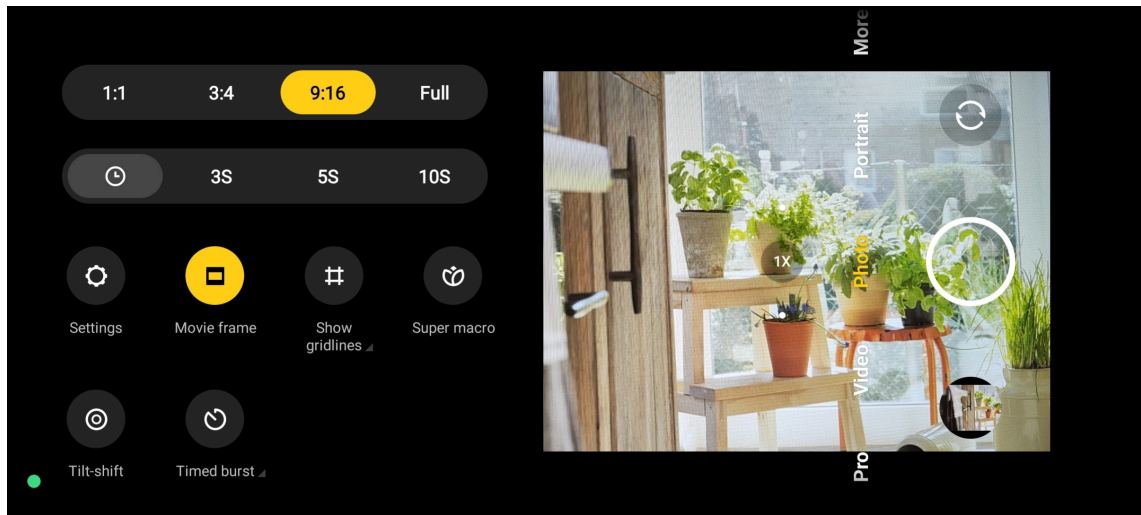 1:1
3:4
9:16
Full
3S
5S
10S
Settings
Movie frame
Show
gridlines
Super macro
Tilt-shift
Timed burst
More
Portrait
Photo
Video
Pro
1X